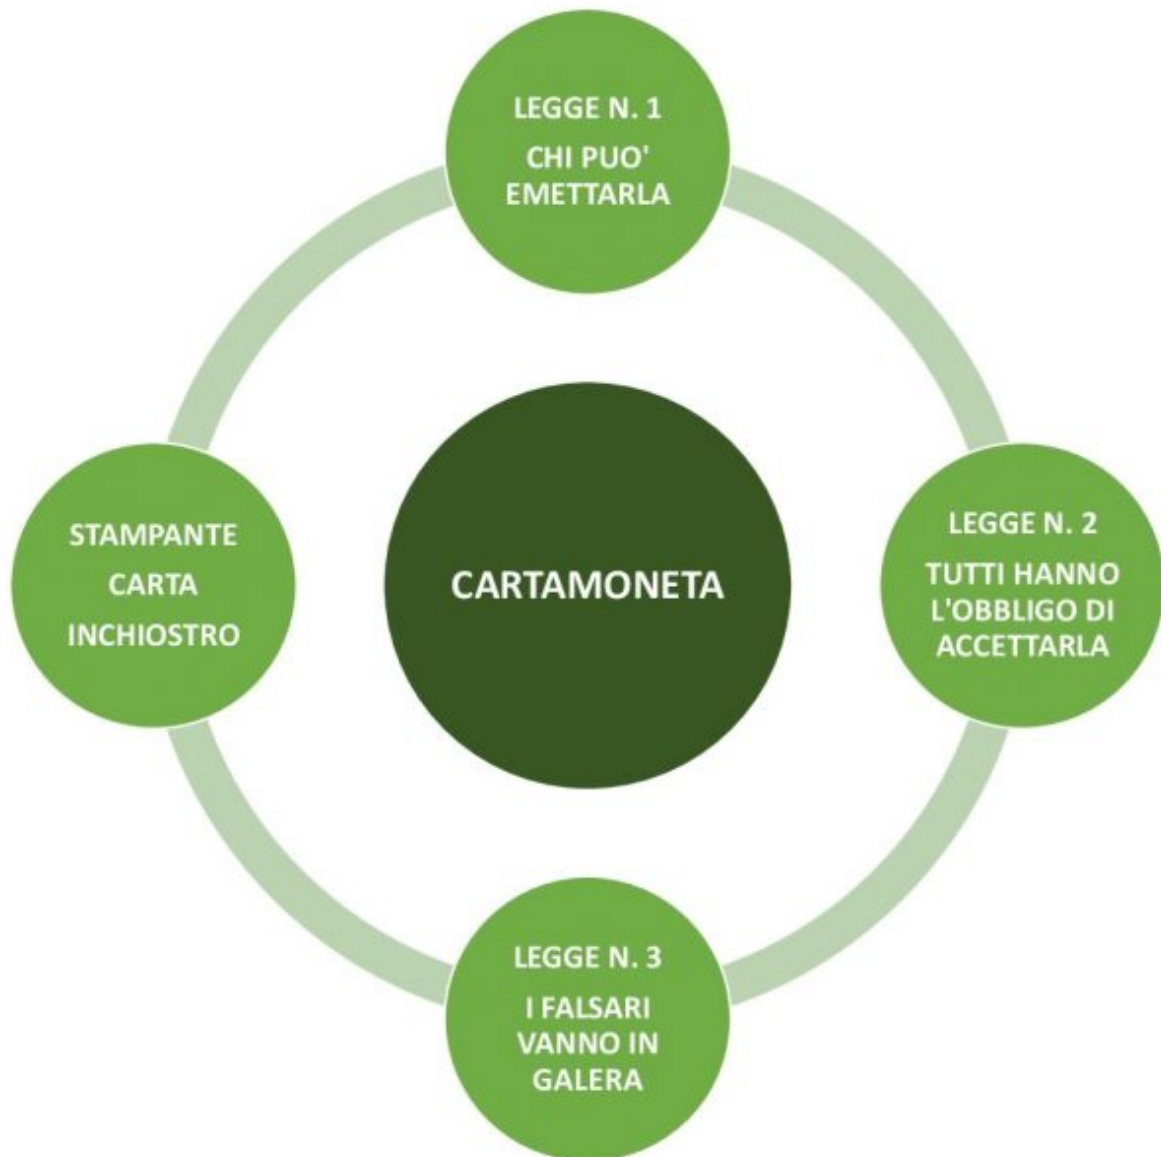 LEGGE N. 1
CHI PUO'
EMETTARLA
STAMPANTE
CARTA
INCHIOSTRO
CARTAMONETA
LEGGE N. 2
TUTTI HANNO
L'OBBLIGO DI
ACCETTARLA
LEGGE N. 3
I FALSARI
VANNO IN
GALERA